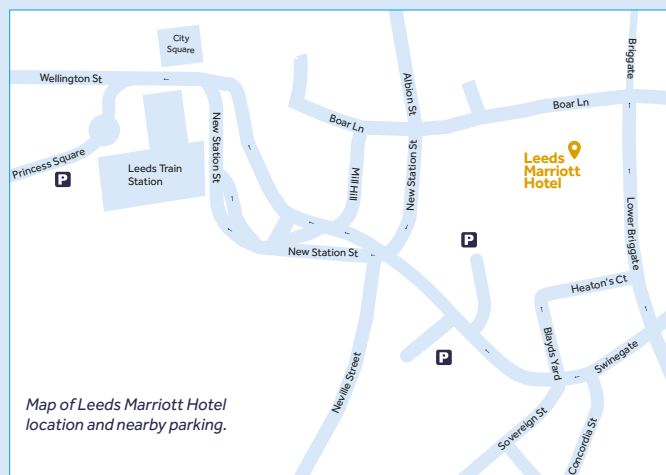 City
Square
Wellington St
←
Briggate
Albion St
Boar Ln
Boar Ln
New Station St
Princess Square
P
Leeds Train
Station
Mill Hill
New Station St
Leeds
Marriott
Hotel
Lower Briggate
P
New Station St
Heaton's Ct
Blayds Yard
Swinegate
P
Neville Street
Sovereign St
Concordia St
Map of Leeds Marriott Hotel
location and nearby parking.